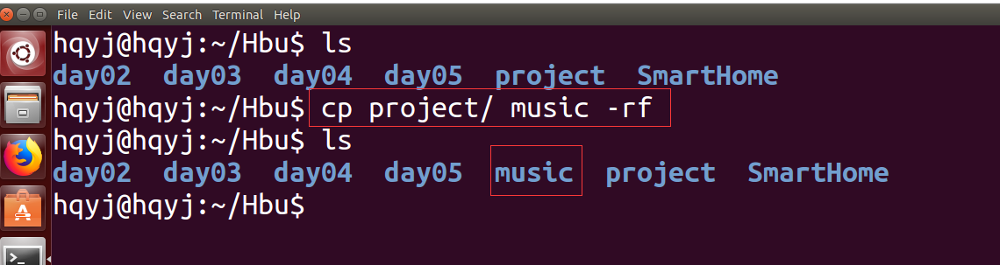 File Edit View Search Terminal Help
hqyj@hqyj:~/Hbu$ ls
day02 day03 day04 day05 project SmartHome
hqyj@hqyj:~/Hbu$ cp project/ music -rf
hqyj@hqyj:~/Hbu$ ls
day02 day03 day04 day05 music project SmartHome
hqyj@hqyj:~/Hbu$